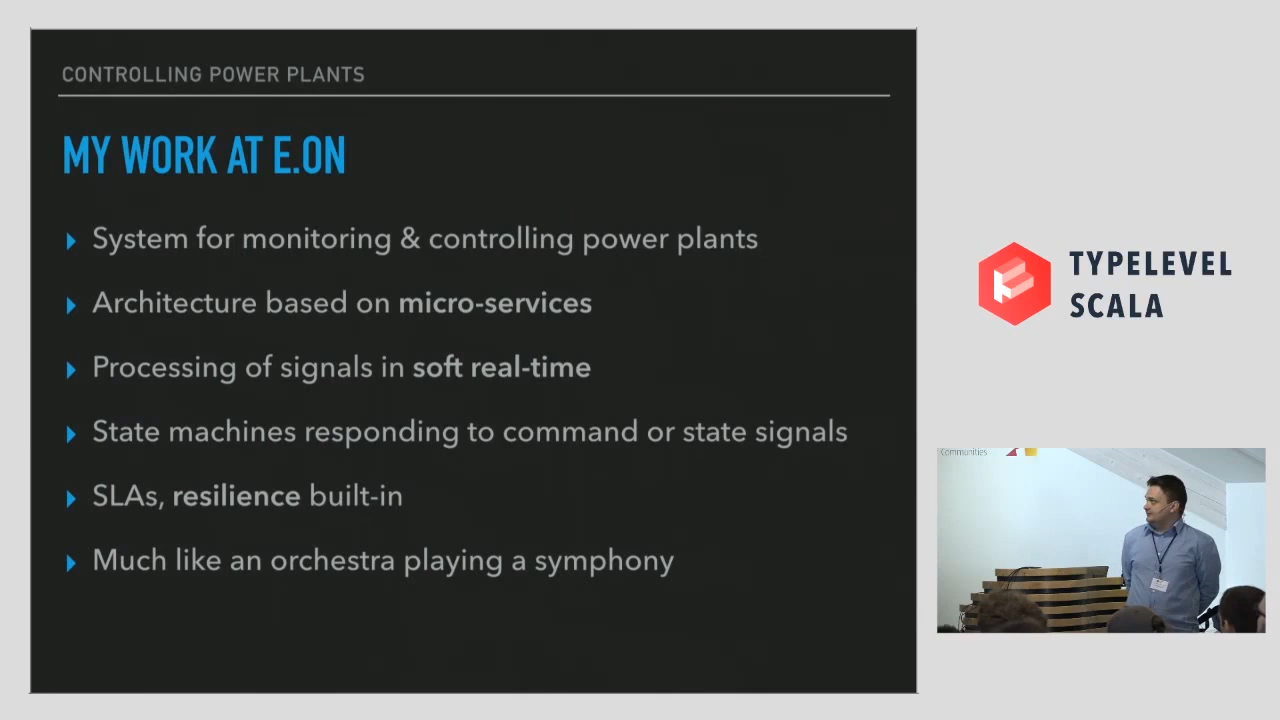 CONTROLLING POWER PLANTS
MY WORK AT E.ON
System for monitoring & controlling power plants
Architecture based on micro-services
Processing of signals in soft real-time
State machines responding to command or state signals
SLAs, resilience built-in
Much like an orchestra playing a symphony
TYPELEVEL
SCALA
Communities